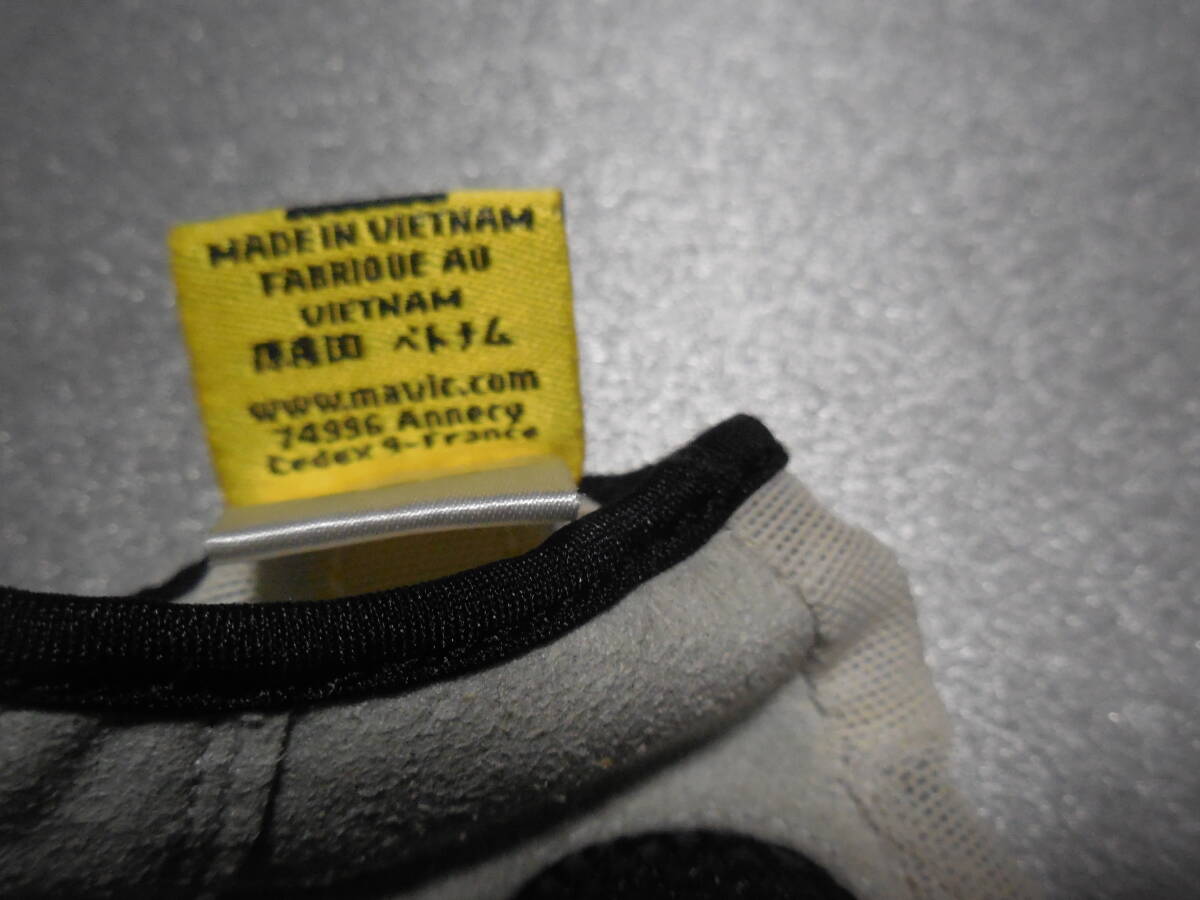 MADE IN VIETNAM
FABRIQUE AU
VIETNAM
原産国 ベトナム
www.mavic.com
74996 Annecy
Cedex 9-France